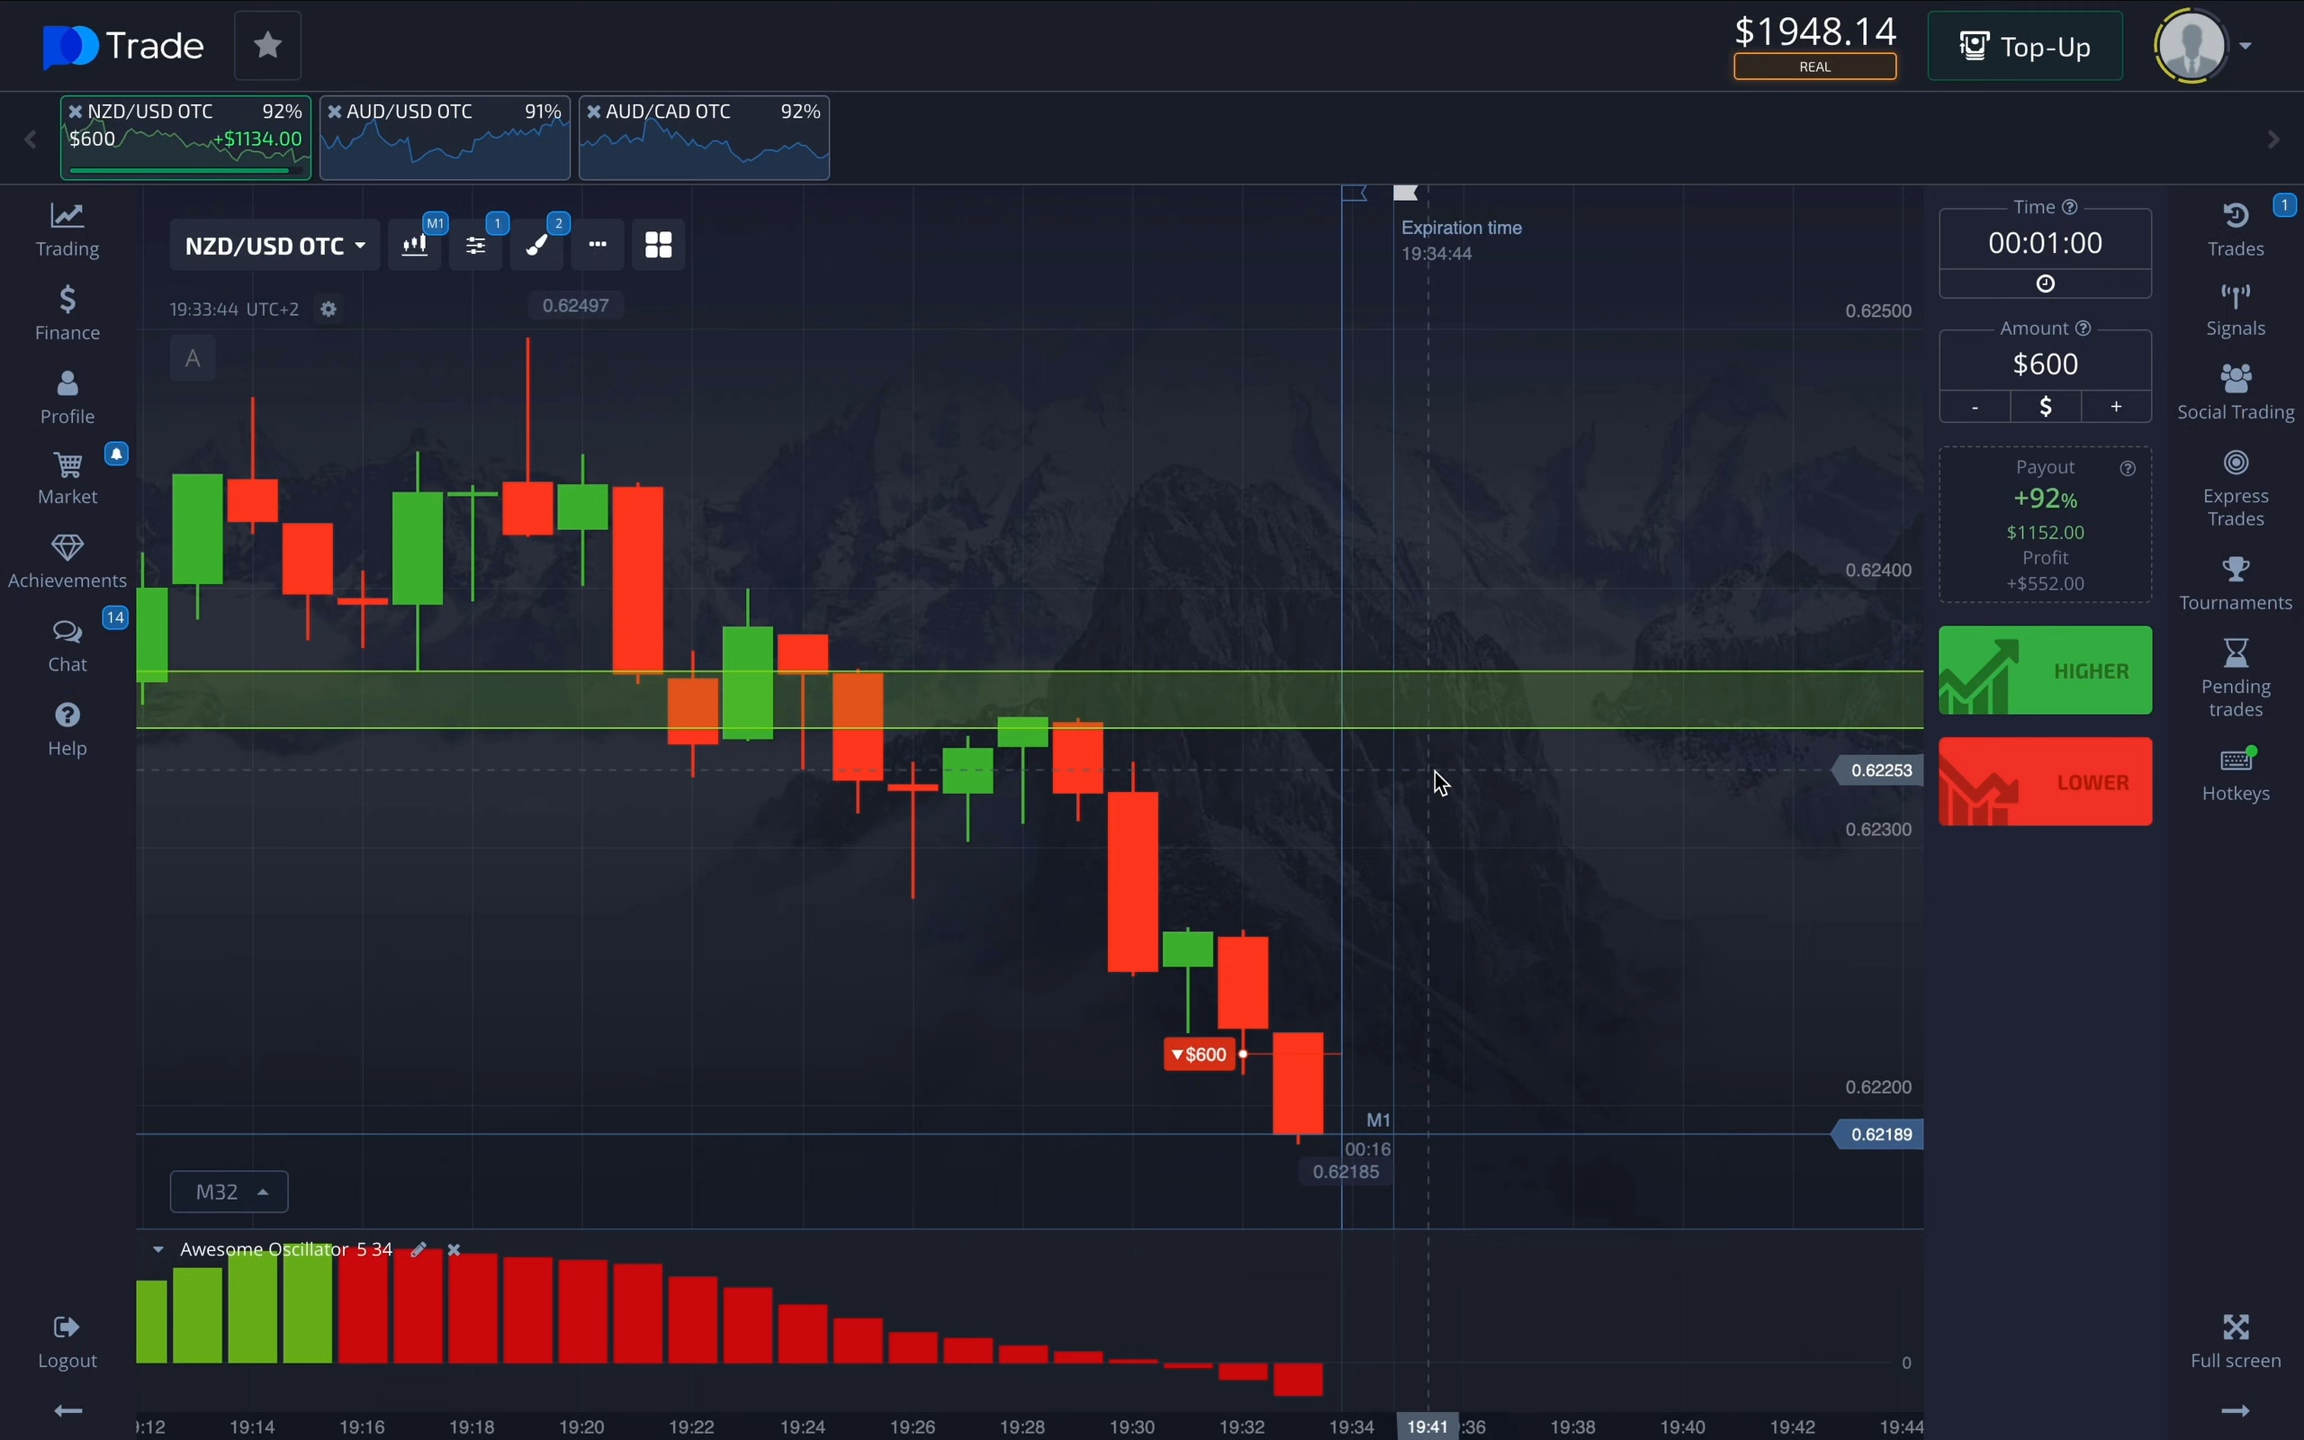 Trade
$1948.14
REAL
Top-Up
NZD/USD OTC 92%
$600 +$1134.00
AUD/USD OTC 91%
AUD/CAD OTC 92%
Trading
Finance
Profile
Market
Achievements
14
Chat
Help
Logout
NZD/USD OTC
M1
1
2
19:33:44 UTC+2
A
0.62497
Expiration time
19:34:44
0.62500
0.62400
0.62253
0.62300
0.62200
0.62189
$600
M1
00:16
0.62185
M32
Awesome Oscillator 5 34
0
:12 19:14 19:16 19:18 19:20 19:22 19:24 19:26 19:28 19:30 19:32 19:34 19:41 :36 19:38 19:40 19:42 19:44
Time
00:01:00
Amount
$600
- $ +
Payout
+92%
$1152.00
Profit
+$552.00
HIGHER
LOWER
1
Trades
Signals
Social Trading
Express
Trades
Tournaments
Pending
trades
Hotkeys
Full screen